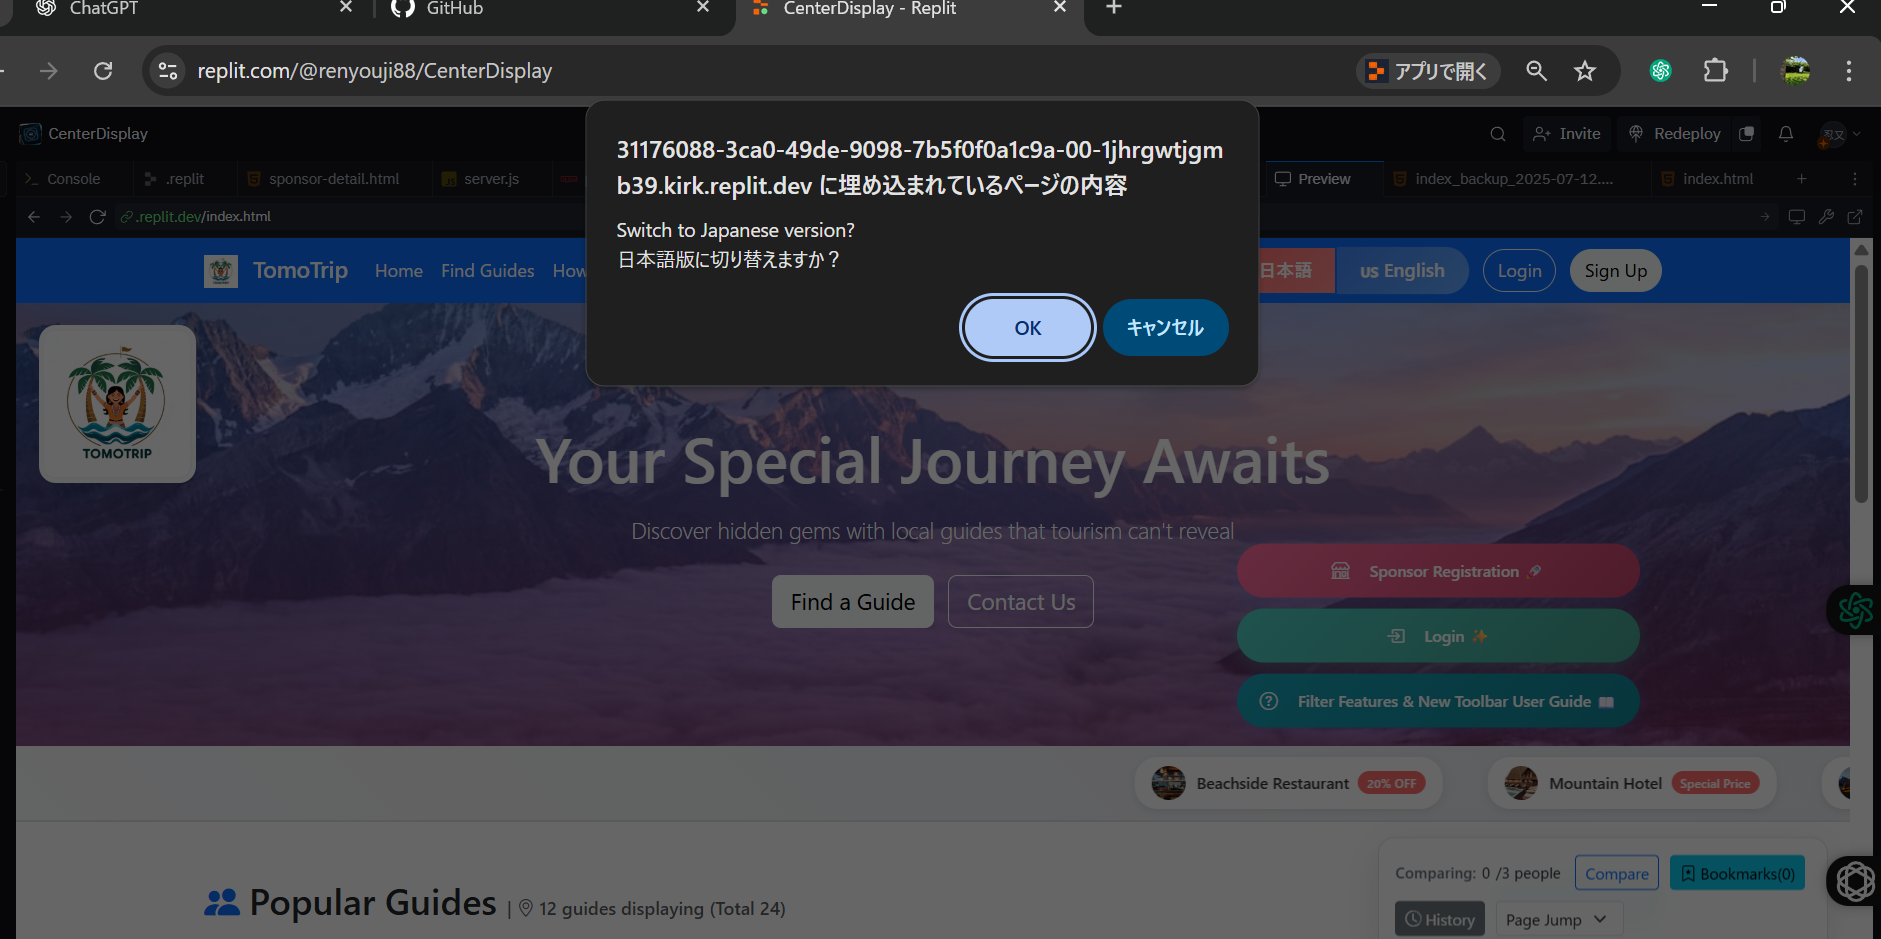 ChatGPT
GitHub
CenterDisplay - Replit
replit.com/@renyouji88/CenterDisplay
アプリで開く
CenterDisplay
Invite
Redeploy
忍又
Console
.replit
sponsor-detail.html
server.js
Preview
index_backup_2025-07-12....
index.html
.replit.dev/index.html
31176088-3ca0-49de-9098-7b5f0f0a1c9a-00-1jhrgwtjgm
b39.kirk.replit.dev に埋め込まれているページの内容
Switch to Japanese version?
日本語版に切り替えますか？
OK
キャンセル
TomoTrip
Home
Find Guides
How
日本語
us English
Login
Sign Up
TOMOTRIP
Your Special Journey Awaits
Discover hidden gems with local guides that tourism can't reveal
Find a Guide
Contact Us
Sponsor Registration
Login
Filter Features & New Toolbar User Guide
Beachside Restaurant 20% OFF
Mountain Hotel Special Price
Popular Guides | 12 guides displaying (Total 24)
Comparing: 0 /3 people
Compare
Bookmarks(0)
History
Page Jump